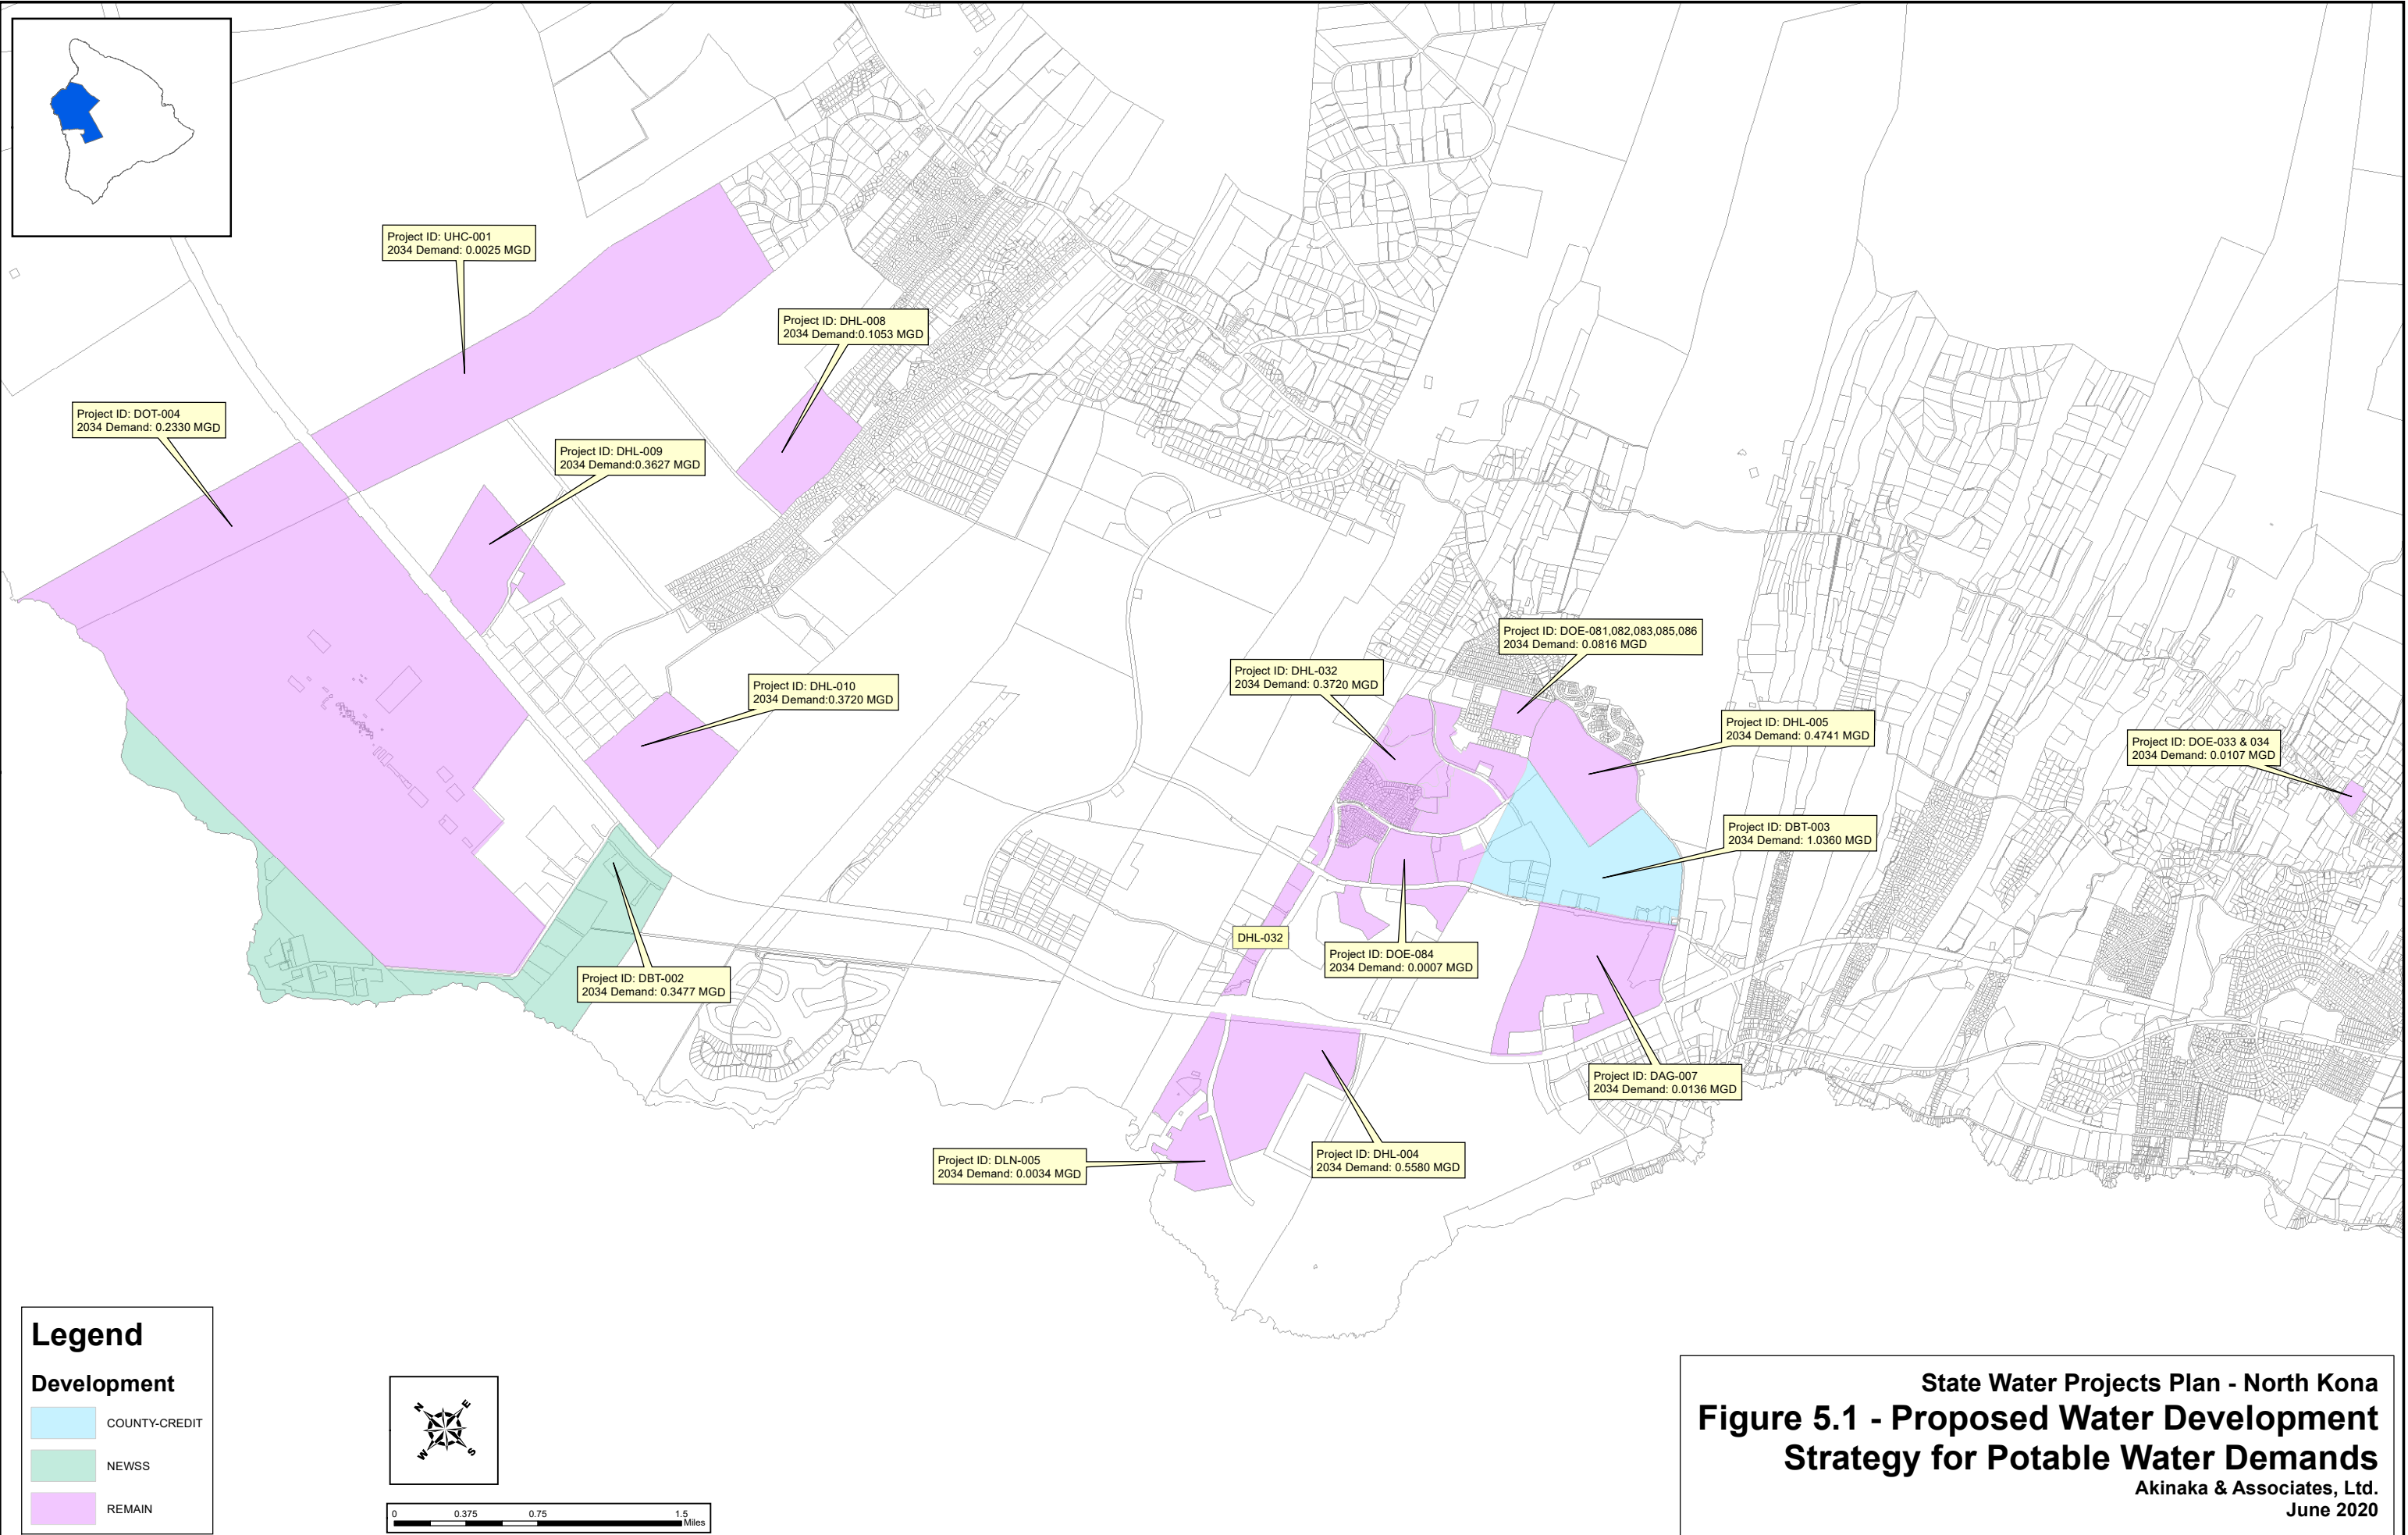 Project ID: UHC-001
2034 Demand: 0.0025 MGD
Project ID: DHL-008
2034 Demand:0.1053 MGD
Project ID: DOT-004
2034 Demand: 0.2330 MGD
Project ID: DHL-009
2034 Demand:0.3627 MGD
Project ID: DOE-081,082,083,085,086
2034 Demand: 0.0816 MGD
Project ID: DHL-032
2034 Demand: 0.3720 MGD
Project ID: DHL-010
2034 Demand:0.3720 MGD
Project ID: DHL-005
2034 Demand: 0.4741 MGD
Project ID: DOE-033 & 034
2034 Demand: 0.0107 MGD
Project ID: DBT-003
2034 Demand: 1.0360 MGD
DHL-032
Project ID: DOE-084
2034 Demand: 0.0007 MGD
Project ID: DBT-002
2034 Demand: 0.3477 MGD
Project ID: DAG-007
2034 Demand: 0.0136 MGD
Project ID: DLN-005
2034 Demand: 0.0034 MGD
Project ID: DHL-004
2034 Demand: 0.5580 MGD
Legend
Development
COUNTY-CREDIT
NEWSS
REMAIN
N E
W S
0 0.375 0.75 1.5
Miles
State Water Projects Plan - North Kona
Figure 5.1 - Proposed Water Development
Strategy for Potable Water Demands
Akinaka & Associates, Ltd.
June 2020